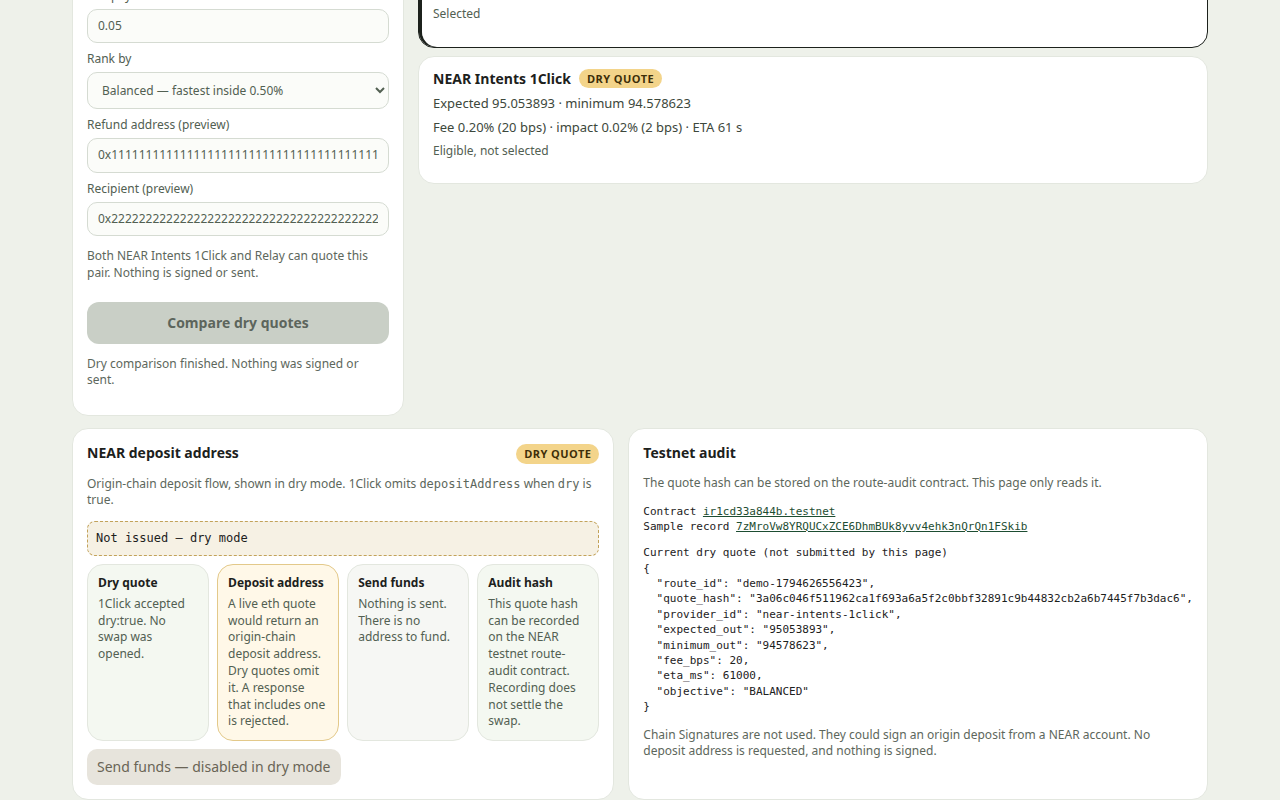 0.05
Rank by
Balanced — fastest inside 0.50%
Refund address (preview)
0x1111111111111111111111111111111111111111
Recipient (preview)
0x2222222222222222222222222222222222222222
Both NEAR Intents 1Click and Relay can quote this
pair. Nothing is signed or sent.
Compare dry quotes
Dry comparison finished. Nothing was signed or
sent.
Selected
NEAR Intents 1Click DRY QUOTE
Expected 95.053893 · minimum 94.578623
Fee 0.20% (20 bps) · impact 0.02% (2 bps) · ETA 61 s
Eligible, not selected
NEAR deposit address DRY QUOTE
Origin-chain deposit flow, shown in dry mode. 1Click omits depositAddress when dry is
true.
Not issued — dry mode
Dry quote
1Click accepted
dry:true. No
swap was
opened.
Deposit address
A live eth quote
would return an
origin-chain
deposit address.
Dry quotes omit
it. A response
that includes one
is rejected.
Send funds
Nothing is sent.
There is no
address to fund.
Audit hash
This quote hash
can be recorded
on the NEAR
testnet route-
audit contract.
Recording does
not settle the
swap.
Send funds — disabled in dry mode
Testnet audit
The quote hash can be stored on the route-audit contract. This page only reads it.
Contract ir1cd33a844b.testnet
Sample record 7zMroVw8YRQUCxZCE6DhmBUk8yvv4ehk3nQrQn1FSkib
Current dry quote (not submitted by this page)
{
"route_id": "demo-1794626556423",
"quote_hash": "3a06c046f511962ca1f693a6a5f2c0bbf32891c9b44832cb2a6b7445f7b3dac6",
"provider_id": "near-intents-1click",
"expected_out": "95053893",
"minimum_out": "94578623",
"fee_bps": 20,
"eta_ms": 61000,
"objective": "BALANCED"
}
Chain Signatures are not used. They could sign an origin deposit from a NEAR account. No
deposit address is requested, and nothing is signed.